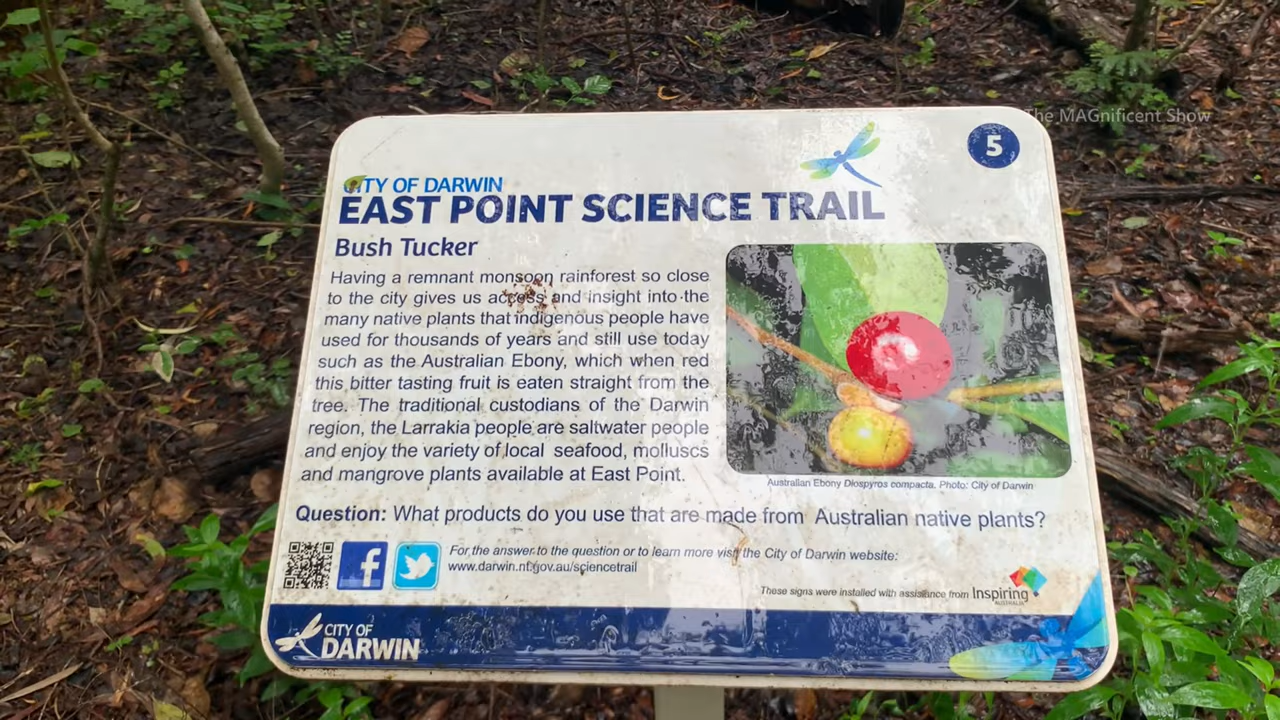 The MAGnificent Show
5
CITY OF DARWIN
EAST POINT SCIENCE TRAIL
Bush Tucker
Having a remnant monsoon rainforest so close
to the city gives us access and insight into the
many native plants that indigenous people have
used for thousands of years and still use today
such as the Australian Ebony, which when red
this bitter tasting fruit is eaten straight from the
tree. The traditional custodians of the Darwin
region, the Larrakia people are saltwater people
and enjoy the variety of local seafood, molluscs
and mangrove plants available at East Point.
Australian Ebony Diospyros compacta. Photo: City of Darwin
Question: What products do you use that are made from Australian native plants?
For the answer to the question or to learn more visit the City of Darwin website:
www.darwin.nt.gov.au/sciencetrail
These signs were installed with assistance from Inspiring
AUSTRALIA
CITY OF
DARWIN